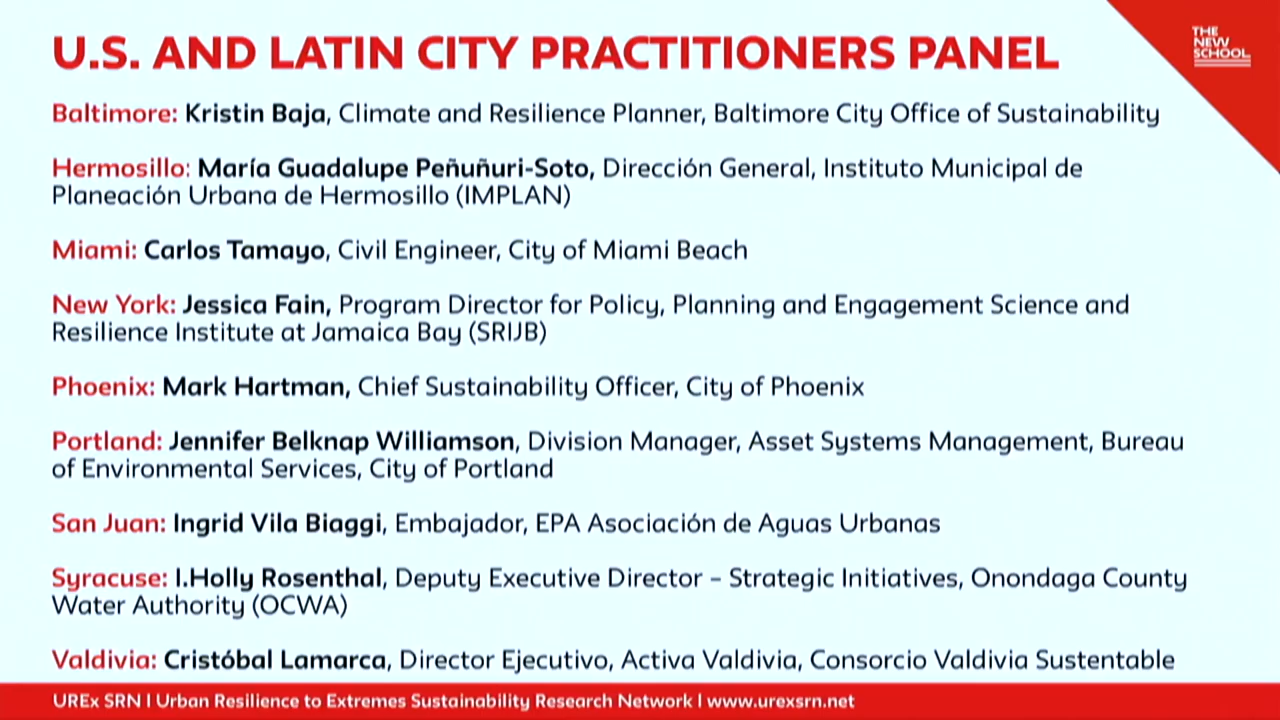 U.S. AND LATIN CITY PRACTITIONERS PANEL
THE
NEW
SCHOOL
Baltimore: Kristin Baja, Climate and Resilience Planner, Baltimore City Office of Sustainability
Hermosillo: María Guadalupe Peñuñuri-Soto, Dirección General, Instituto Municipal de
Planeación Urbana de Hermosillo (IMPLAN)
Miami: Carlos Tamayo, Civil Engineer, City of Miami Beach
New York: Jessica Fain, Program Director for Policy, Planning and Engagement Science and
Resilience Institute at Jamaica Bay (SRIJB)
Phoenix: Mark Hartman, Chief Sustainability Officer, City of Phoenix
Portland: Jennifer Belknap Williamson, Division Manager, Asset Systems Management, Bureau
of Environmental Services, City of Portland
San Juan: Ingrid Vila Biaggi, Embajador, EPA Asociación de Aguas Urbanas
Syracuse: I.Holly Rosenthal, Deputy Executive Director – Strategic Initiatives, Onondaga County
Water Authority (OCWA)
Valdivia: Cristóbal Lamarca, Director Ejecutivo, Activa Valdivia, Consorcio Valdivia Sustentable
UREx SRN | Urban Resilience to Extremes Sustainability Research Network | www.urexsrn.net